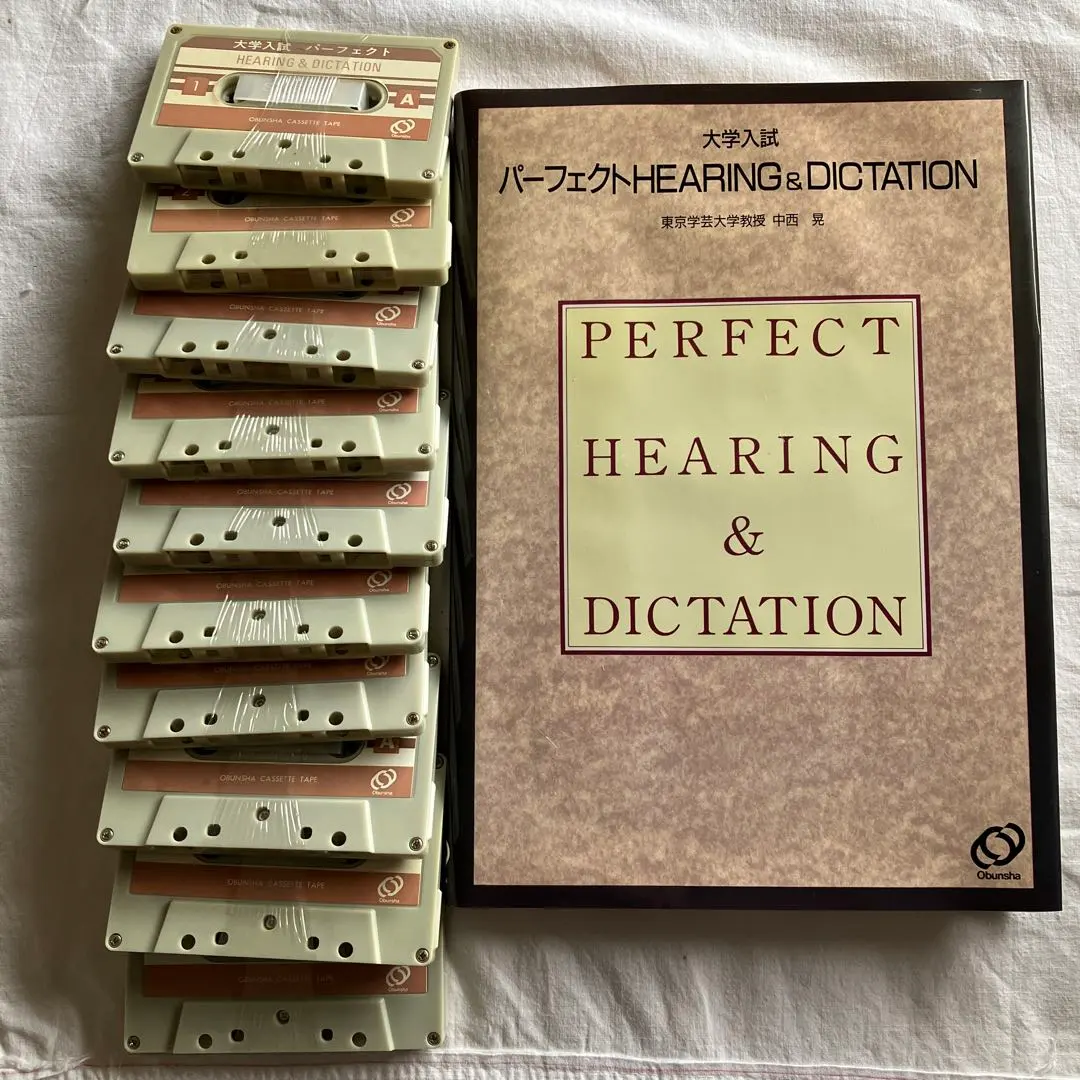 大学入試 パーフェクト
HEARING & DICTATION
1
A
OBUNSHA CASSETTE TAPE
Obunsha
2
OBUNSHA CASSETTE TAPE
OBUNSHA CASSETTE TAPE
Obunsha
OBUNSHA CASSETTE TAPE
Obunsha
OBUNSHA CASSETTE TAPE
Obunsha
OBUNSHA CASSETTE TAPE
Obunsha
OBUNSHA CASSETTE TAPE
Obunsha
A
OBUNSHA CASSETTE TAPE
Obunsha
OBUNSHA CASSETTE TAPE
Obunsha
OBUNSHA CASSETTE TAPE
Obunsha
大学入試
パーフェクトHEARING&DICTATION
東京学芸大学教授 中西 晃
PERFECT
HEARING
&
DICTATION
Obunsha